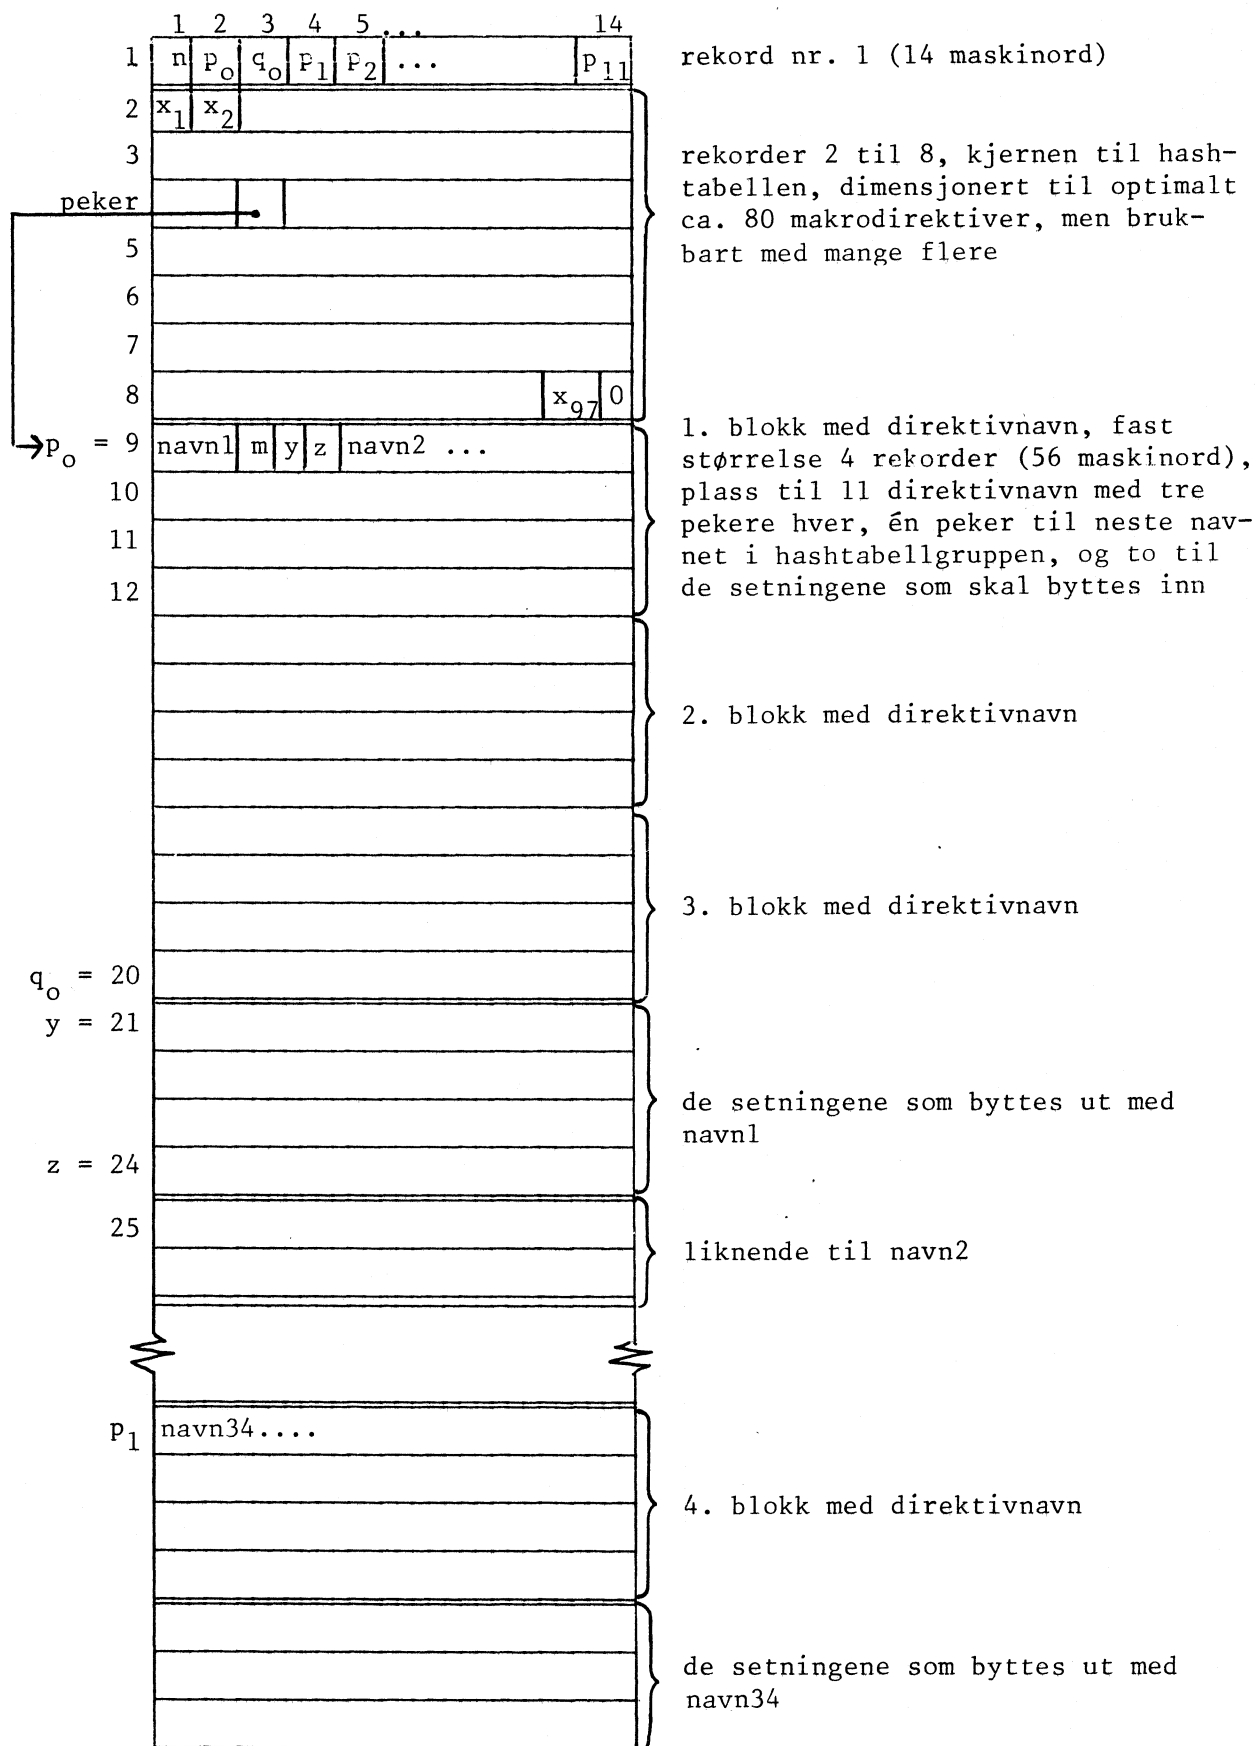 1 2 3 4 5 ... 14
1 n p₀ q₀ p₁ p₂ ... p₁₁ rekord nr. 1 (14 maskinord)
2 x₁ x₂
3 rekorder 2 til 8, kjernen til hash-
tabellen, dimensjonert til optimalt
peker ca. 80 makrodirektiver, men bruk-
5 bart med mange flere
6
7
8 x₉₇ 0
1. blokk med direktivnavn, fast
p₀ = 9 navn1 m y z navn2 ... størrelse 4 rekorder (56 maskinord),
10 plass til 11 direktivnavn med tre
11 pekere hver, én peker til neste nav-
net i hashtabellgruppen, og to til
12 de setningene som skal byttes inn
2. blokk med direktivnavn
3. blokk med direktivnavn
q₀ = 20
y = 21
de setningene som byttes ut med
navn1
z = 24
25
liknende til navn2
p₁ navn34....
4. blokk med direktivnavn
de setningene som byttes ut med
navn34